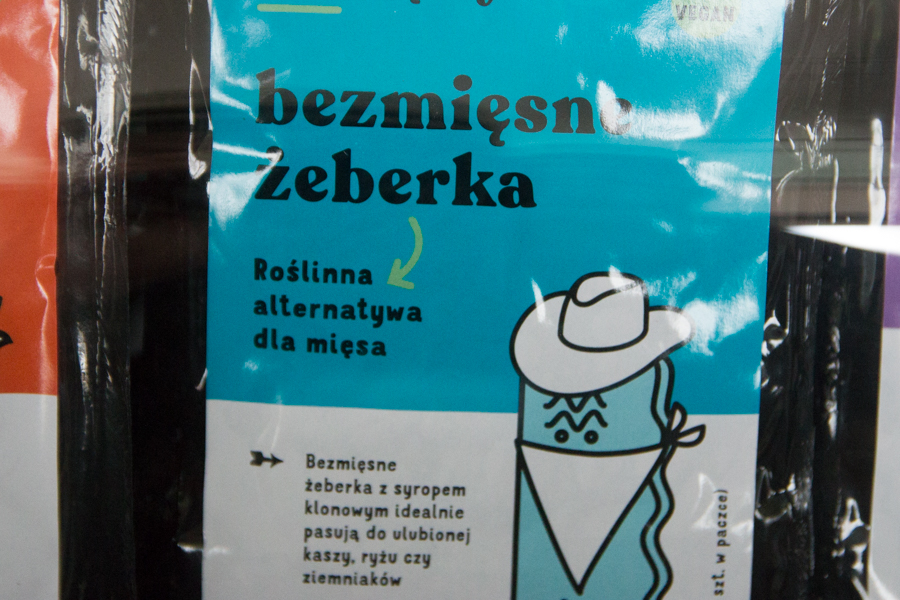 VEGAN
bezmięsne
żeberka
Roślinna
alternatywa
dla mięsa
Bezmięsne
żeberka z syropem
klonowym idealnie
pasują do ulubionej
kaszy, ryżu czy
ziemniaków
szt. w paczce)